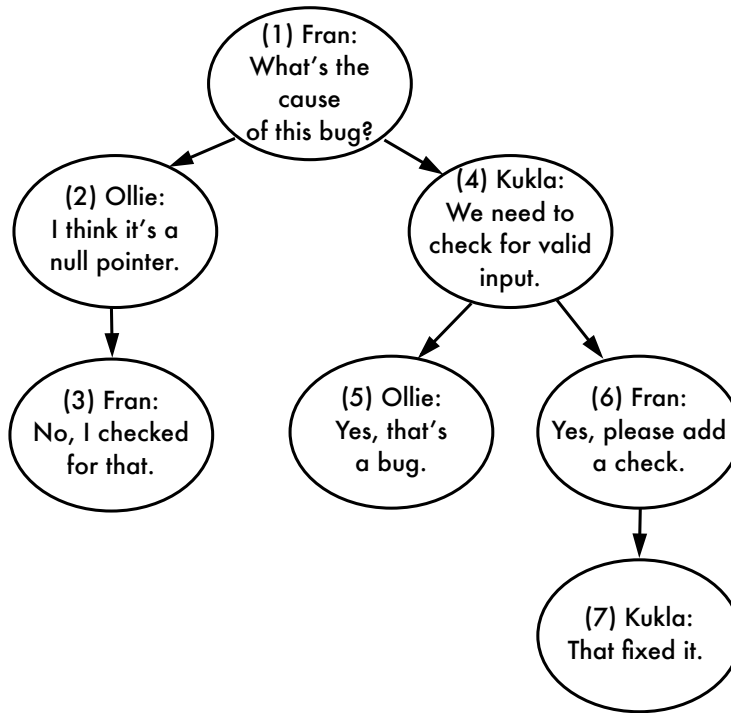 (1) Fran:
What's the
cause
of this bug?
(2) Ollie:
I think it's a
null pointer.
(3) Fran:
No, I checked
for that.
(4) Kukla:
We need to
check for valid
input.
(5) Ollie:
Yes, that's
a bug.
(6) Fran:
Yes, please add
a check.
(7) Kukla:
That fixed it.